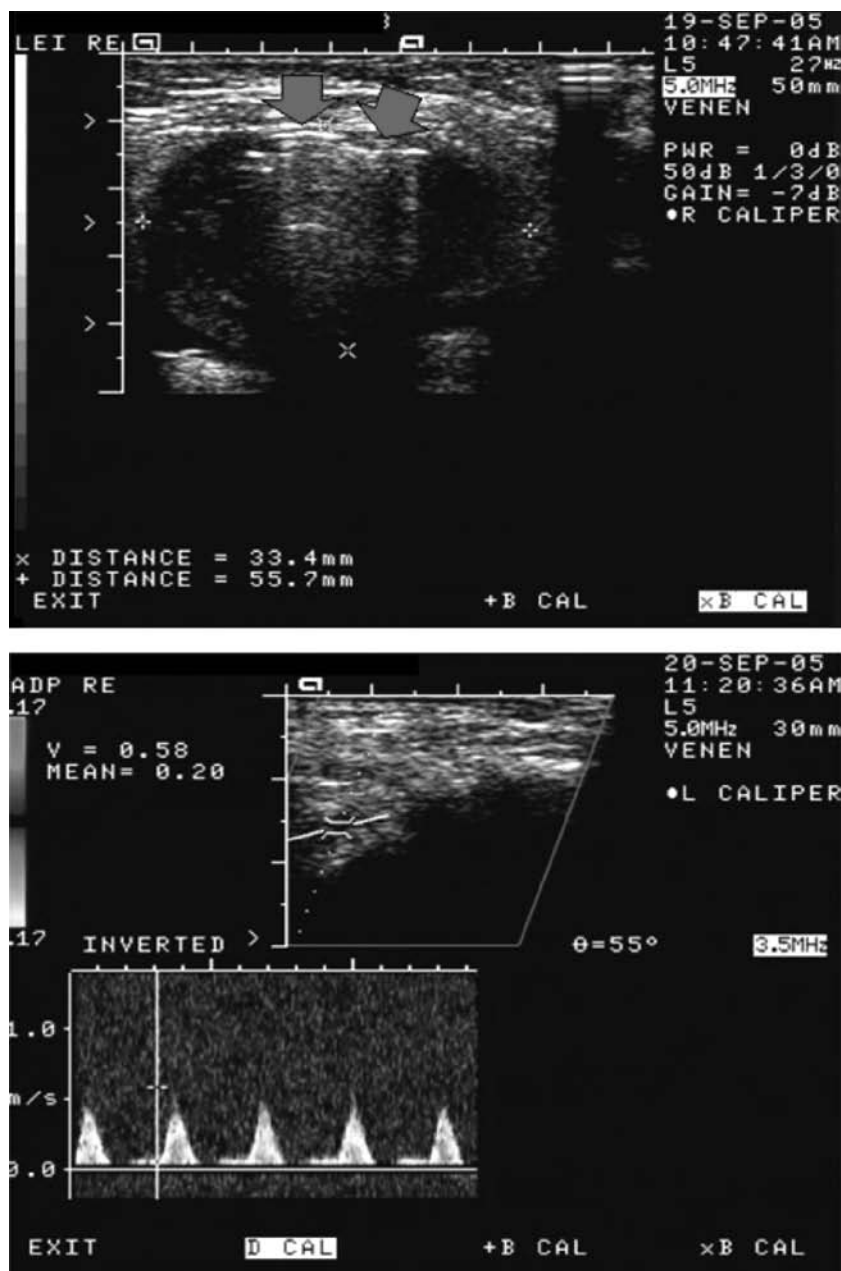 LEI RE
19-SEP-05
10:47:41AM
L5 27Hz
5.0MHz 50mm
VENEN
PWR = 0dB
50dB 1/3/0
GAIN= -7dB
●R CALIPER
× DISTANCE = 33.4mm
+ DISTANCE = 55.7mm
EXIT +B CAL ×B CAL
ADP RE
20-SEP-05
11:20:36AM
L5
5.0MHz 30mm
VENEN
●L CALIPER
.17
V = 0.58
MEAN= 0.20
.17 INVERTED > θ=55° 3.5MHz
1.0
m/s
0.0
EXIT D CAL +B CAL ×B CAL